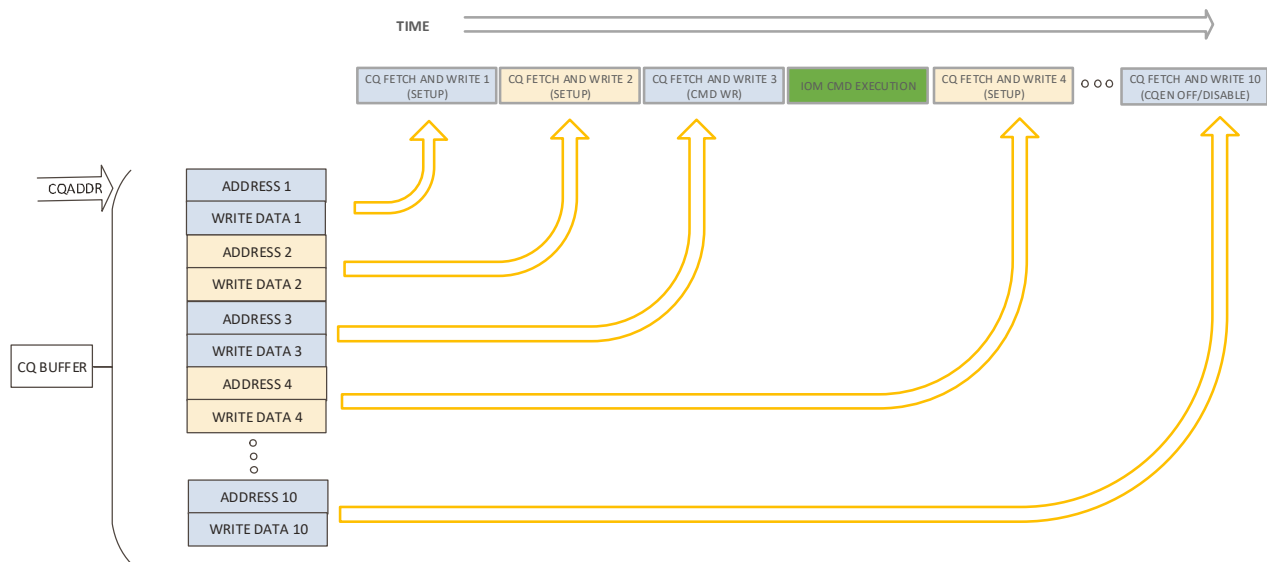 TIME
CQ FETCH AND WRITE 1
(SETUP)
CQ FETCH AND WRITE 2
(SETUP)
CQ FETCH AND WRITE 3
(CMD WR)
IOM CMD EXECUTION
CQ FETCH AND WRITE 4
(SETUP)
CQ FETCH AND WRITE 10
(CQEN OFF/DISABLE)
CQADDR
ADDRESS 1
WRITE DATA 1
ADDRESS 2
WRITE DATA 2
ADDRESS 3
WRITE DATA 3
CQ BUFFER
ADDRESS 4
WRITE DATA 4
ADDRESS 10
WRITE DATA 10